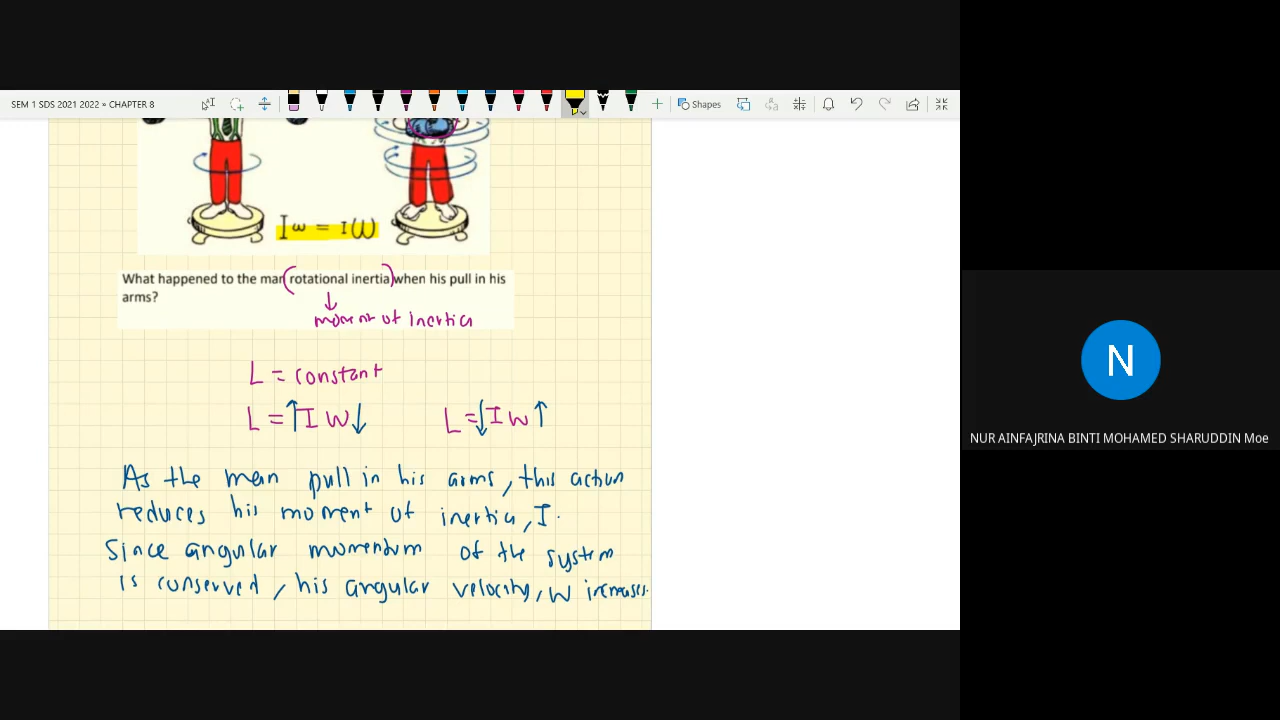 SEM 1 SDS 2021 2022 » CHAPTER 8
Shapes
Iω = Iω
What happened to the man rotational inertia when his pull in his
arms?
moment of inertia
L = constant
L = ↑ I ω ↓ L = ↓ I ω ↑
As the man pull in his arms, this action
reduces his moment of inertia, I.
Since angular momentum of the system
is conserved, his angular velocity, ω increases.
N
NUR AINFAJRINA BINTI MOHAMED SHARUDDIN Moe